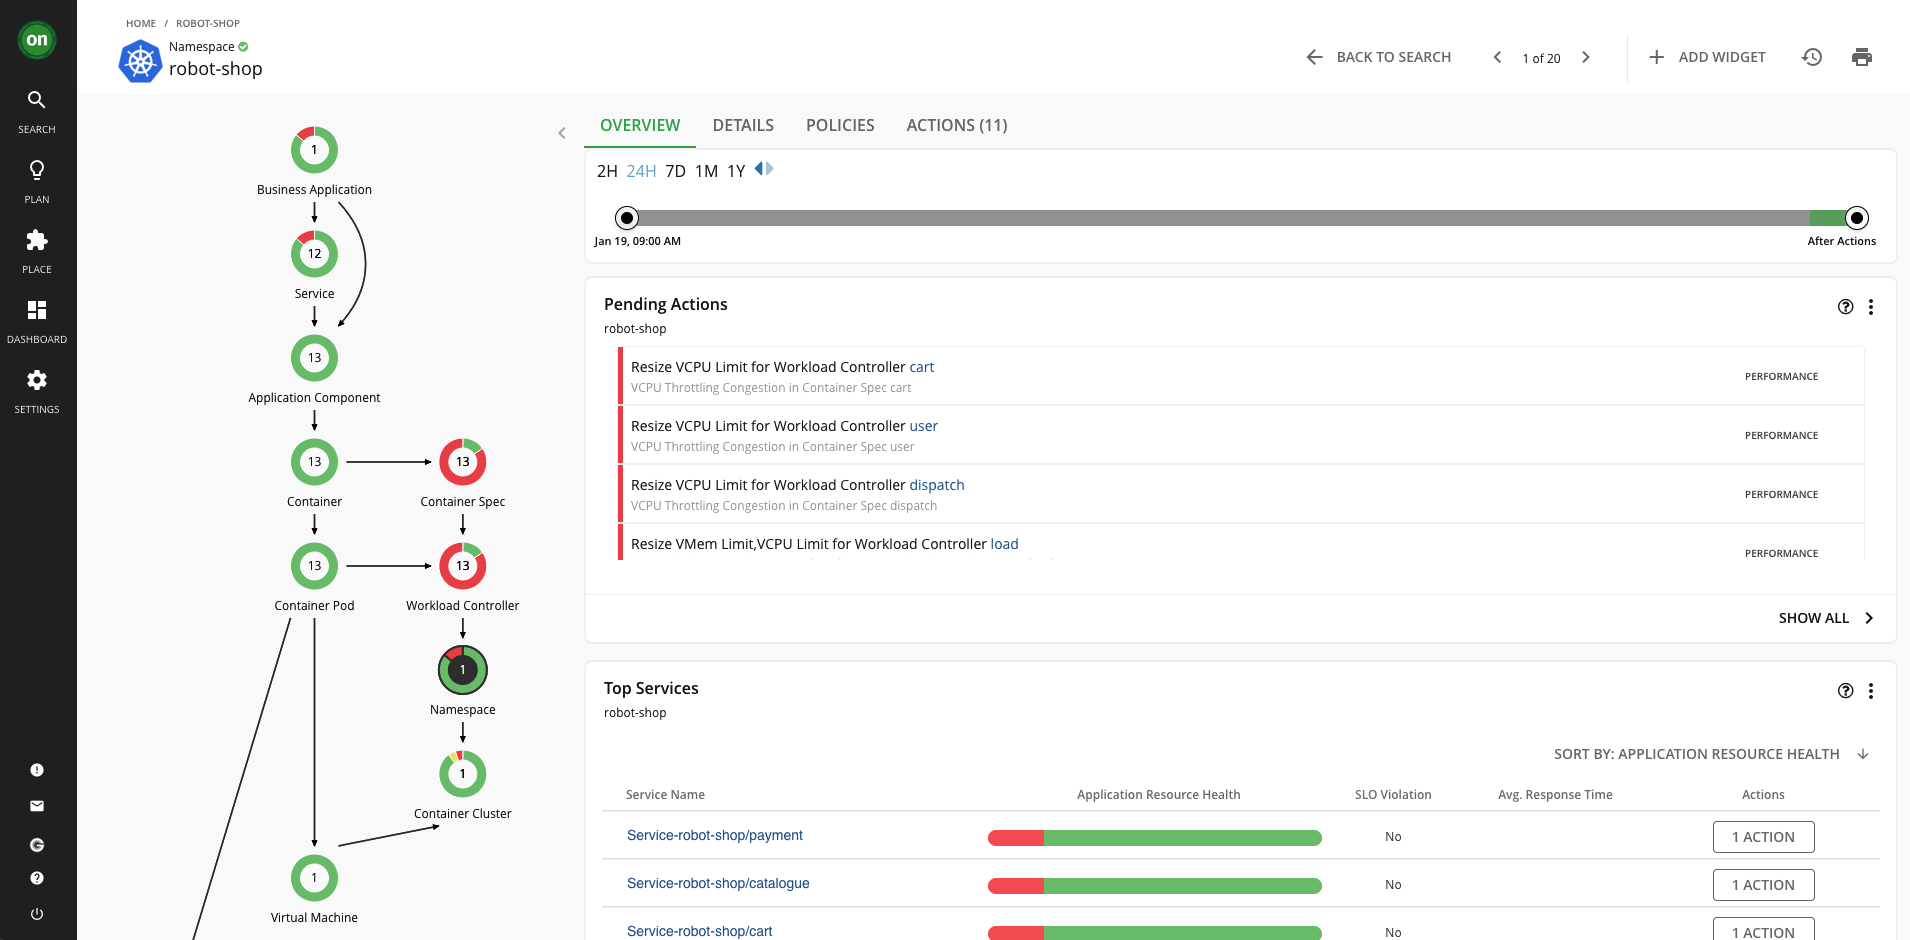 on
SEARCH
PLAN
PLACE
DASHBOARD
SETTINGS
HOME / ROBOT-SHOP
Namespace
robot-shop
BACK TO SEARCH
1 of 20
ADD WIDGET
1
Business Application
12
Service
13
Application Component
13
13
Container
Container Spec
13
13
Container Pod
Workload Controller
1
Namespace
1
Container Cluster
1
Virtual Machine
OVERVIEW
DETAILS
POLICIES
ACTIONS (11)
2H 24H 7D 1M 1Y
Jan 19, 09:00 AM
After Actions
Pending Actions
robot-shop
Resize VCPU Limit for Workload Controller cart
VCPU Throttling Congestion in Container Spec cart
PERFORMANCE
Resize VCPU Limit for Workload Controller user
VCPU Throttling Congestion in Container Spec user
PERFORMANCE
Resize VCPU Limit for Workload Controller dispatch
VCPU Throttling Congestion in Container Spec dispatch
PERFORMANCE
Resize VMem Limit,VCPU Limit for Workload Controller load
PERFORMANCE
SHOW ALL
Top Services
robot-shop
SORT BY: APPLICATION RESOURCE HEALTH
Service Name Application Resource Health SLO Violation Avg. Response Time Actions
Service-robot-shop/payment No 1 ACTION
Service-robot-shop/catalogue No 1 ACTION
Service-robot-shop/cart No 1 ACTION